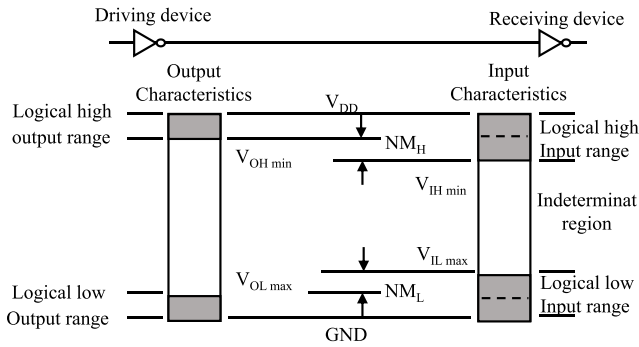 Driving device
Receiving device
Output
Characteristics
Input
Characteristics
V_DD
Logical high
output range
NM_H
V_OH min
V_IH min
Logical high
Input range
Indeterminat
region
V_IL max
V_OL max
NM_L
Logical low
Output range
Logical low
Input range
GND